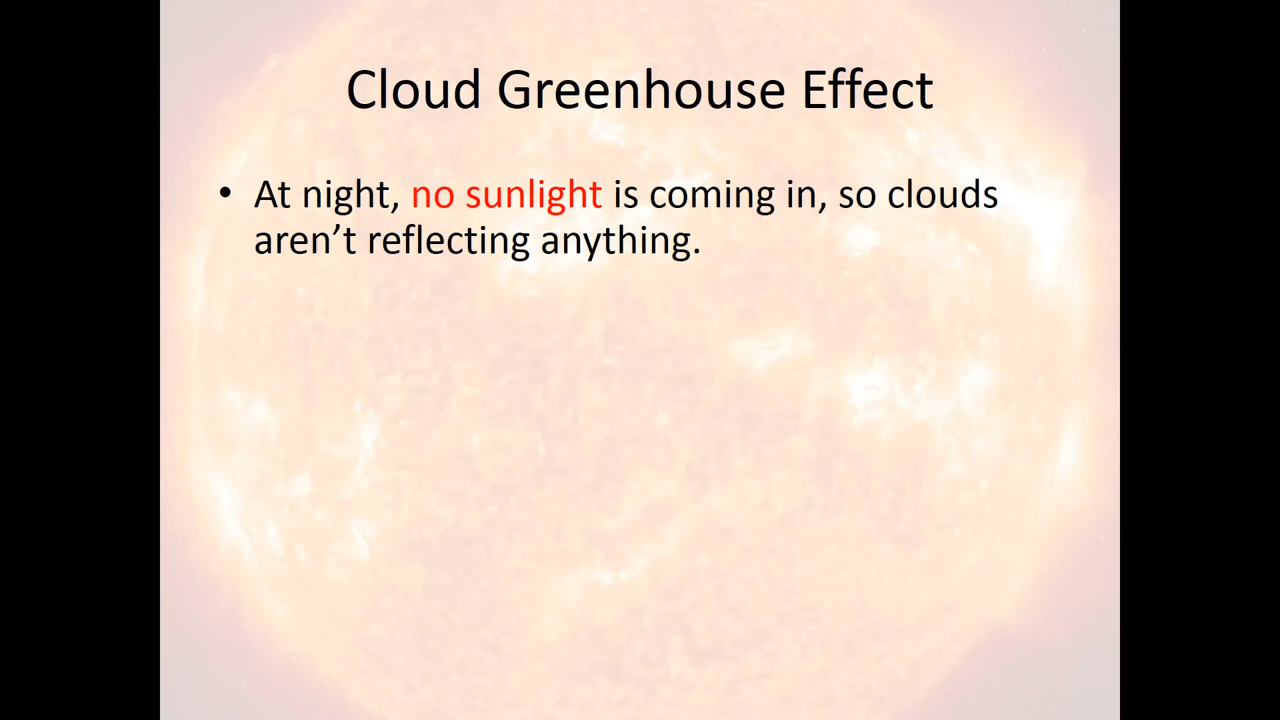 Cloud Greenhouse Effect
• At night, no sunlight is coming in, so clouds
aren’t reflecting anything.